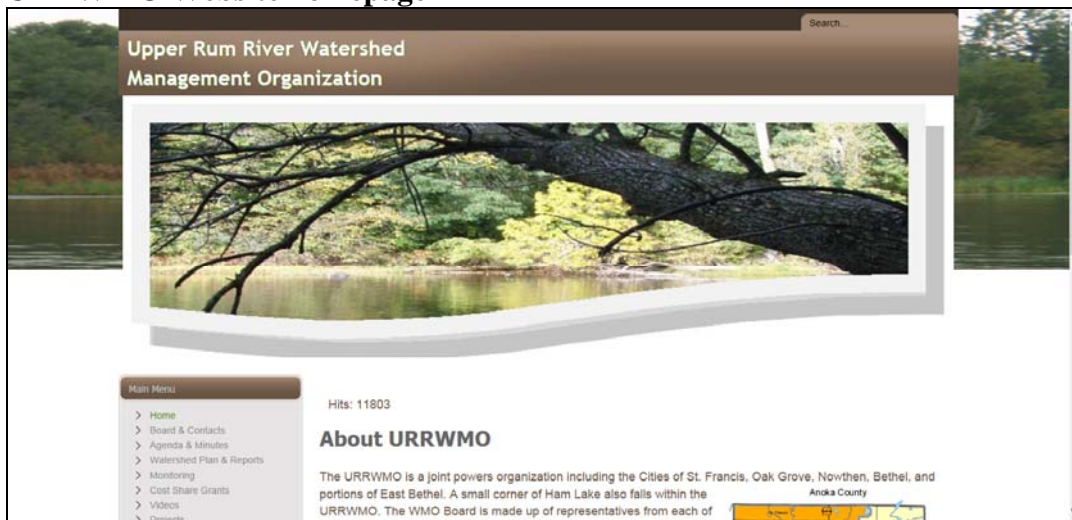 Search...
Upper Rum River Watershed
Management Organization
Main Menu
Home
Board & Contacts
Agenda & Minutes
Watershed Plan & Reports
Monitoring
Cost Share Grants
Videos
Projects
Hits: 11803
About URRWMO
The URRWMO is a joint powers organization including the Cities of St. Francis, Oak Grove, Nowthen, Bethel, and
portions of East Bethel. A small corner of Ham Lake also falls within the
URRWMO. The WMO Board is made up of representatives from each of
Anoka County